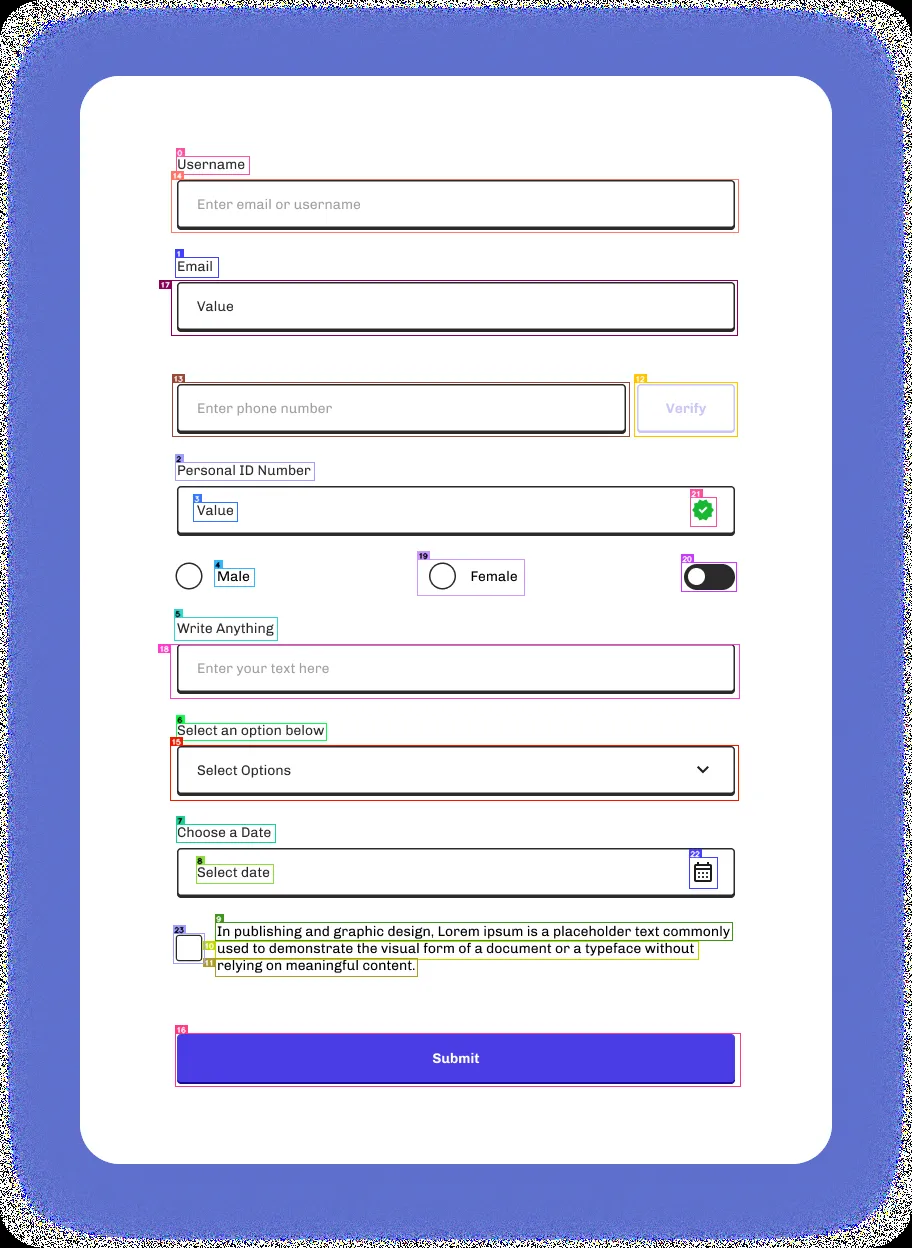 0
Username
14
Enter email or username
1
Email
17
Value
13
12
Enter phone number
Verify
2
Personal ID Number
3
21
Value
4
19
20
Male
Female
5
Write Anything
18
Enter your text here
6
Select an option below
15
Select Options
7
Choose a Date
8
22
Select date
9
23
In publishing and graphic design, Lorem ipsum is a placeholder text commonly
10
used to demonstrate the visual form of a document or a typeface without
11
relying on meaningful content.
16
Submit